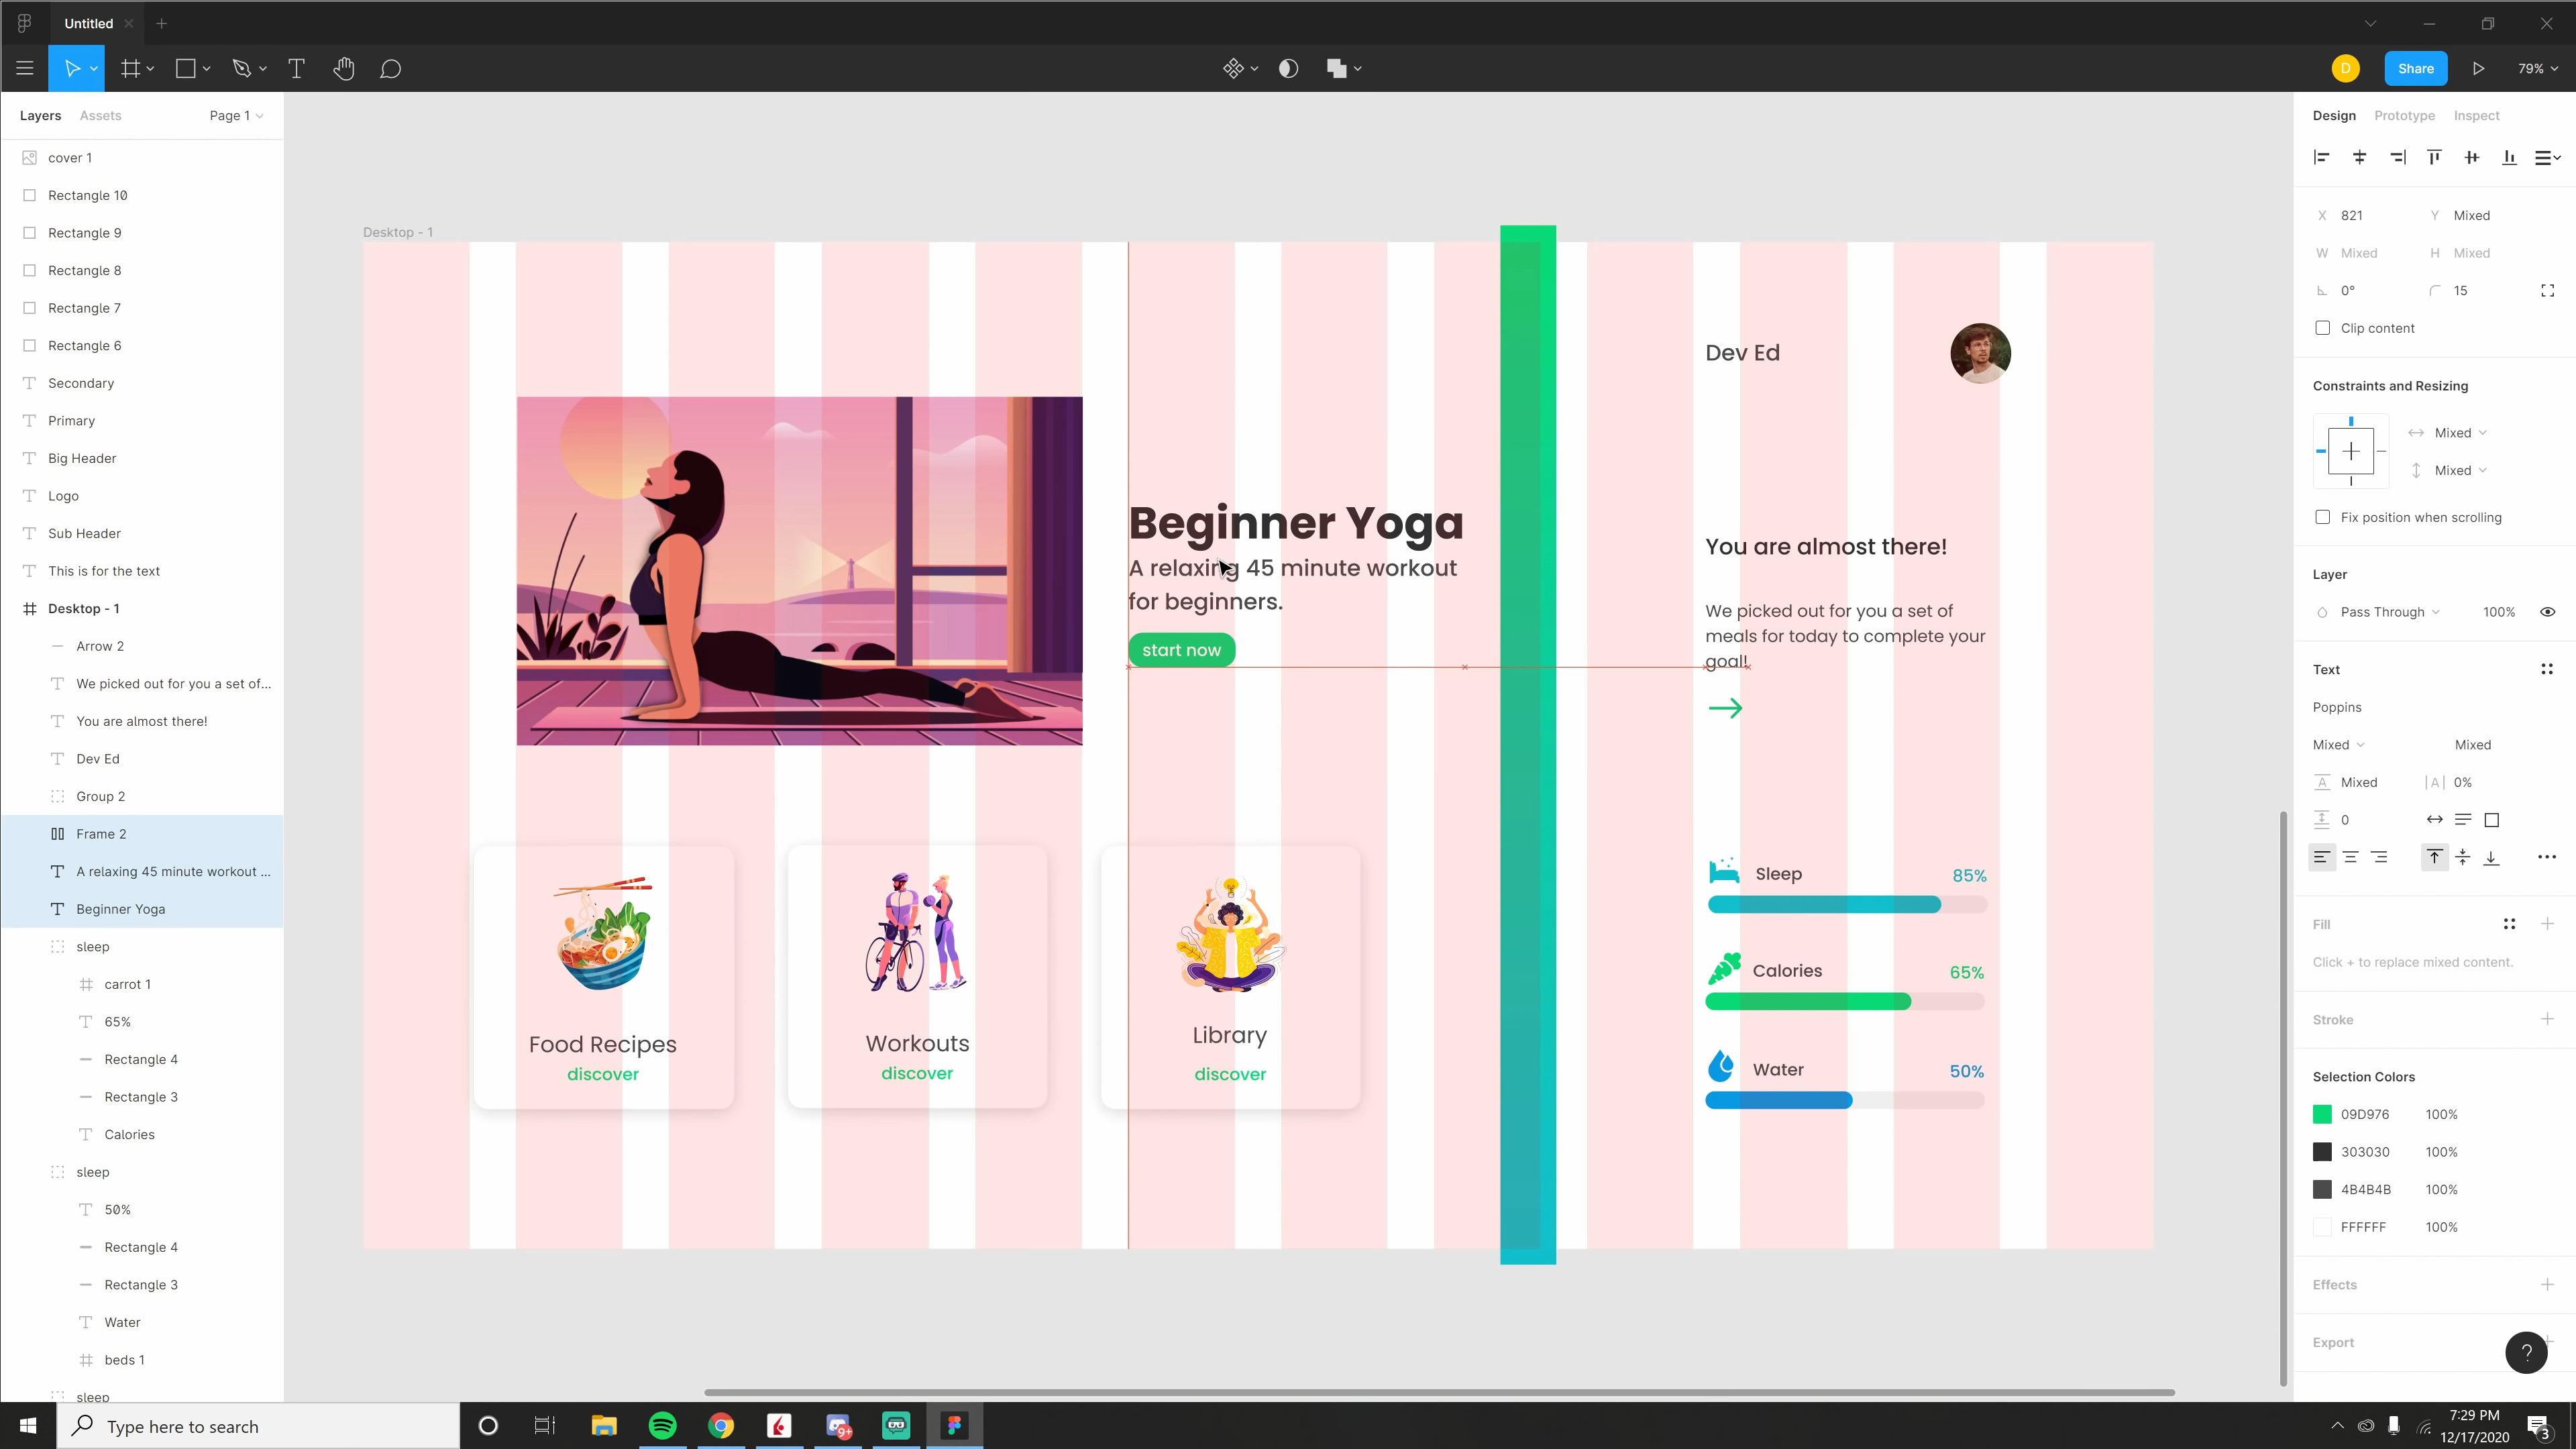 Untitled
D
Share
79%
Layers
Assets
Page 1
cover 1
Rectangle 10
Rectangle 9
Rectangle 8
Rectangle 7
Rectangle 6
Secondary
Primary
Big Header
Logo
Sub Header
This is for the text
Desktop - 1
Arrow 2
We picked out for you a set of...
You are almost there!
Dev Ed
Group 2
Frame 2
A relaxing 45 minute workout ...
Beginner Yoga
sleep
carrot 1
65%
Rectangle 4
Rectangle 3
Calories
sleep
50%
Rectangle 4
Rectangle 3
Water
beds 1
sleep
Desktop - 1
Beginner Yoga
A relaxing 45 minute workout
for beginners.
start now
Dev Ed
You are almost there!
We picked out for you a set of
meals for today to complete your
goal!
Food Recipes
discover
Workouts
discover
Library
discover
Sleep
85%
Calories
65%
Water
50%
Design
Prototype
Inspect
X 821
Y Mixed
W Mixed
H Mixed
0°
15
Clip content
Constraints and Resizing
Mixed
Mixed
Fix position when scrolling
Layer
Pass Through
100%
Text
Poppins
Mixed
Mixed
A Mixed
|A| 0%
0
Fill
Click + to replace mixed content.
Stroke
Selection Colors
09D976 100%
303030 100%
4B4B4B 100%
FFFFFF 100%
Effects
Export
?
Type here to search
9+
7:29 PM
12/17/2020
3